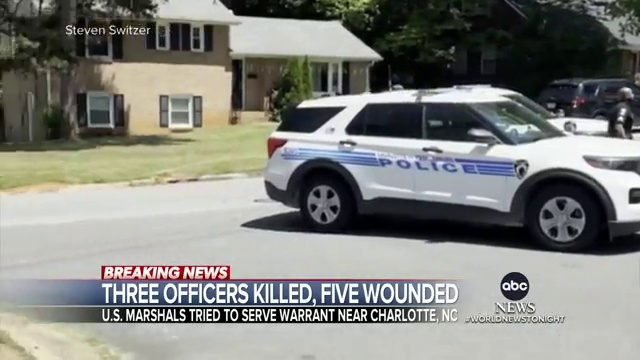 Steven Switzer
POLICE
BREAKING NEWS
THREE OFFICERS KILLED, FIVE WOUNDED
U.S. MARSHALS TRIED TO SERVE WARRANT NEAR CHARLOTTE, NC
abc
NEWS
#WORLDNEWSTONIGHT